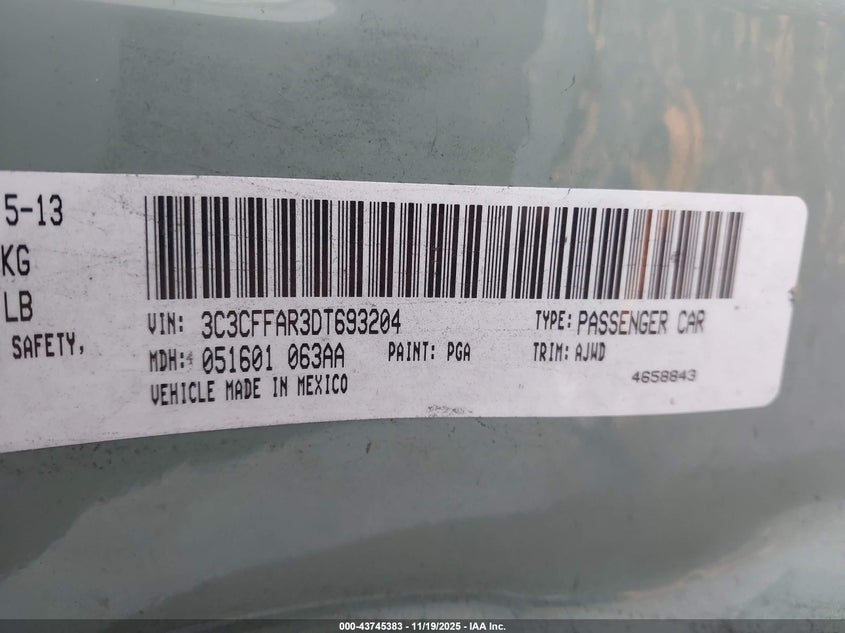 5-13
KG
LB
SAFETY,
VIN: 3C3CFFAR3DT693204
TYPE: PASSENGER CAR
MDH: 051601 063AA
PAINT: PGA
TRIM: AJWD
VEHICLE MADE IN MEXICO
4658843
000-43745383 - 11/19/2025 - IAA Inc.